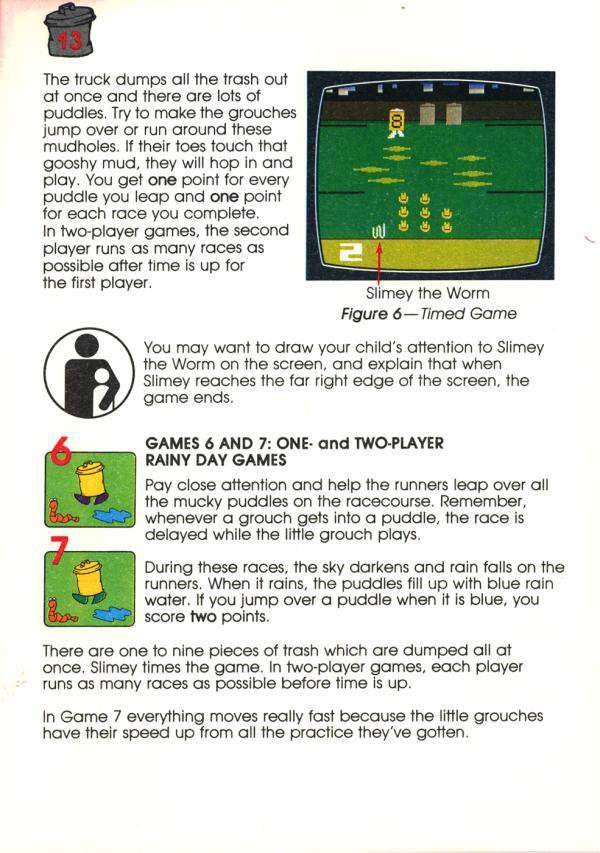 13
The truck dumps all the trash out
at once and there are lots of
puddles. Try to make the grouches
jump over or run around these
mudholes. If their toes touch that
gooshy mud, they will hop in and
play. You get one point for every
puddle you leap and one point
for each race you complete.
In two-player games, the second
player runs as many races as
possible after time is up for
the first player.
8
2
Slimey the Worm
Figure 6—Timed Game
You may want to draw your child's attention to Slimey
the Worm on the screen, and explain that when
Slimey reaches the far right edge of the screen, the
game ends.
6
GAMES 6 AND 7: ONE- and TWO-PLAYER
RAINY DAY GAMES
Pay close attention and help the runners leap over all
the mucky puddles on the racecourse. Remember,
whenever a grouch gets into a puddle, the race is
delayed while the little grouch plays.
7
During these races, the sky darkens and rain falls on the
runners. When it rains, the puddles fill up with blue rain
water. If you jump over a puddle when it is blue, you
score two points.
There are one to nine pieces of trash which are dumped all at
once. Slimey times the game. In two-player games, each player
runs as many races as possible before time is up.
In Game 7 everything moves really fast because the little grouches
have their speed up from all the practice they've gotten.